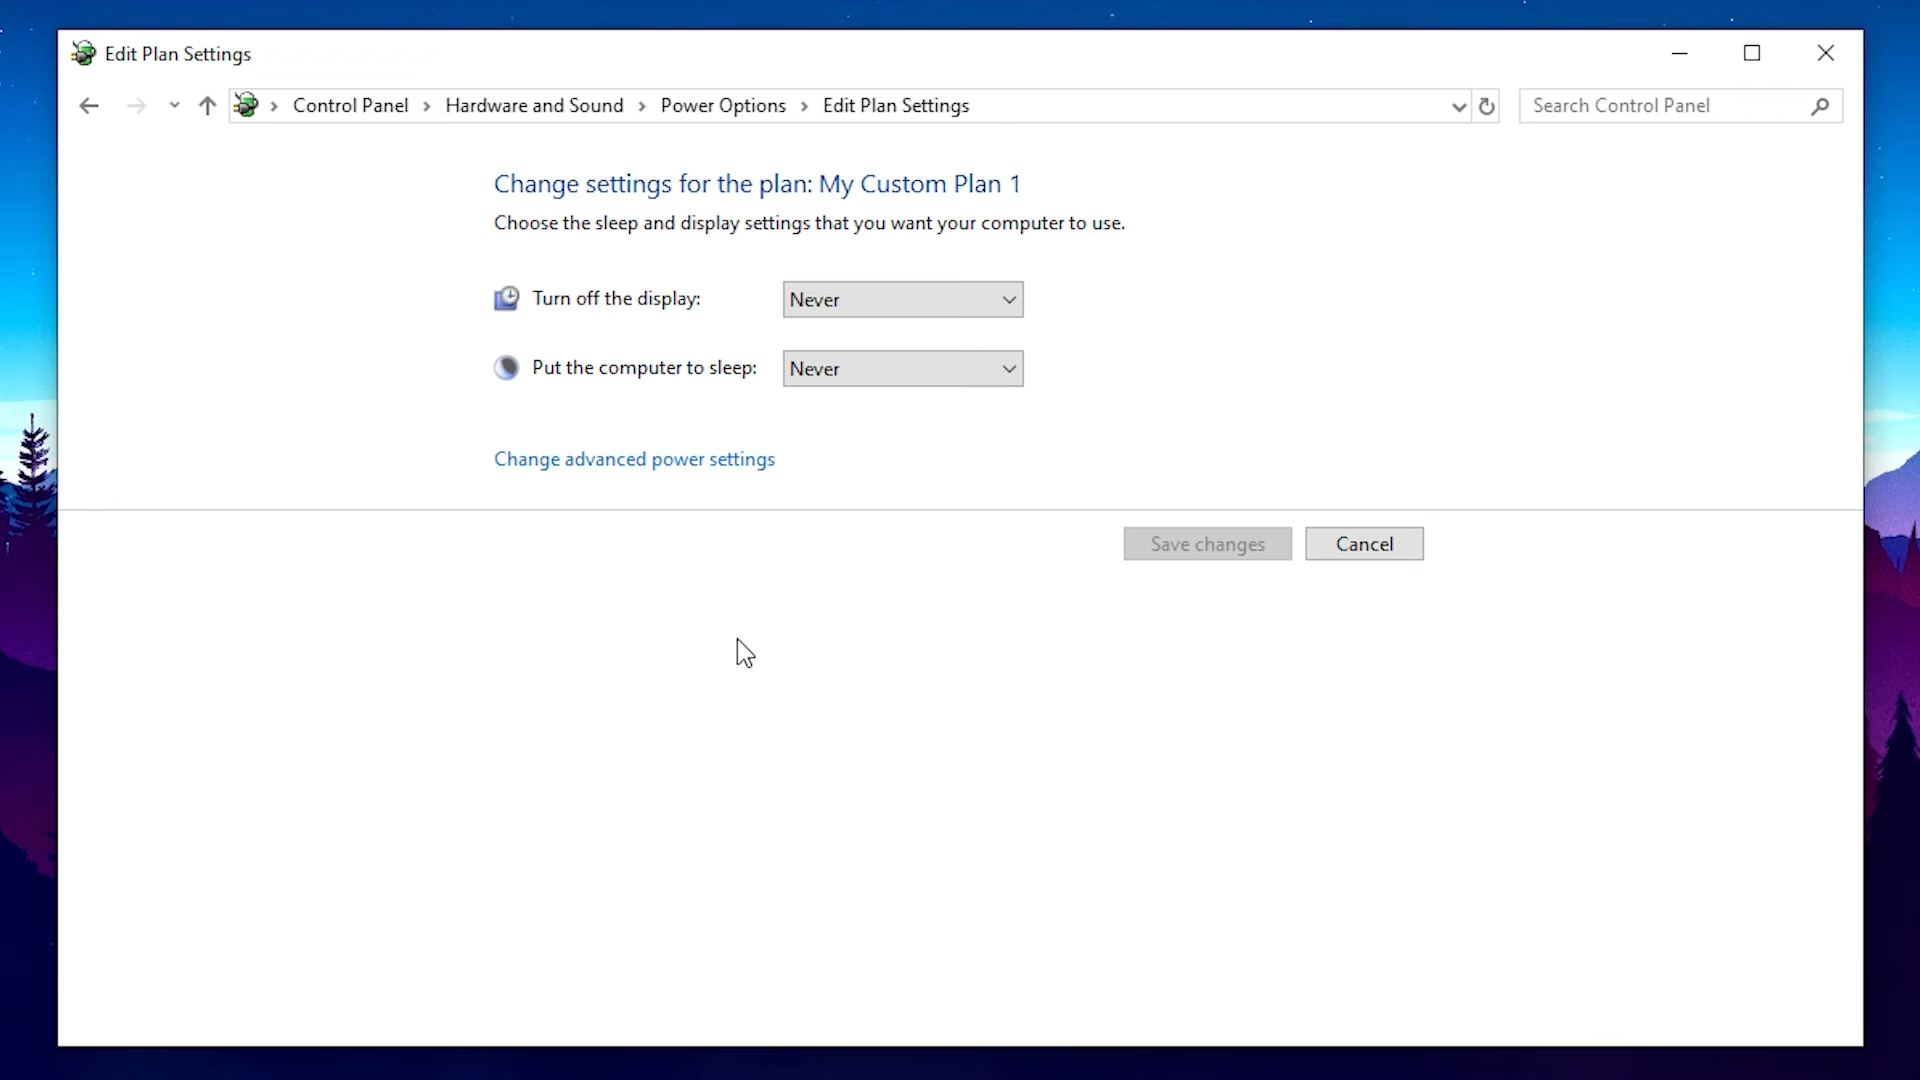 Edit Plan Settings
Control Panel > Hardware and Sound > Power Options > Edit Plan Settings
Search Control Panel
Change settings for the plan: My Custom Plan 1
Choose the sleep and display settings that you want your computer to use.
Turn off the display: Never
Put the computer to sleep: Never
Change advanced power settings
Save changes Cancel